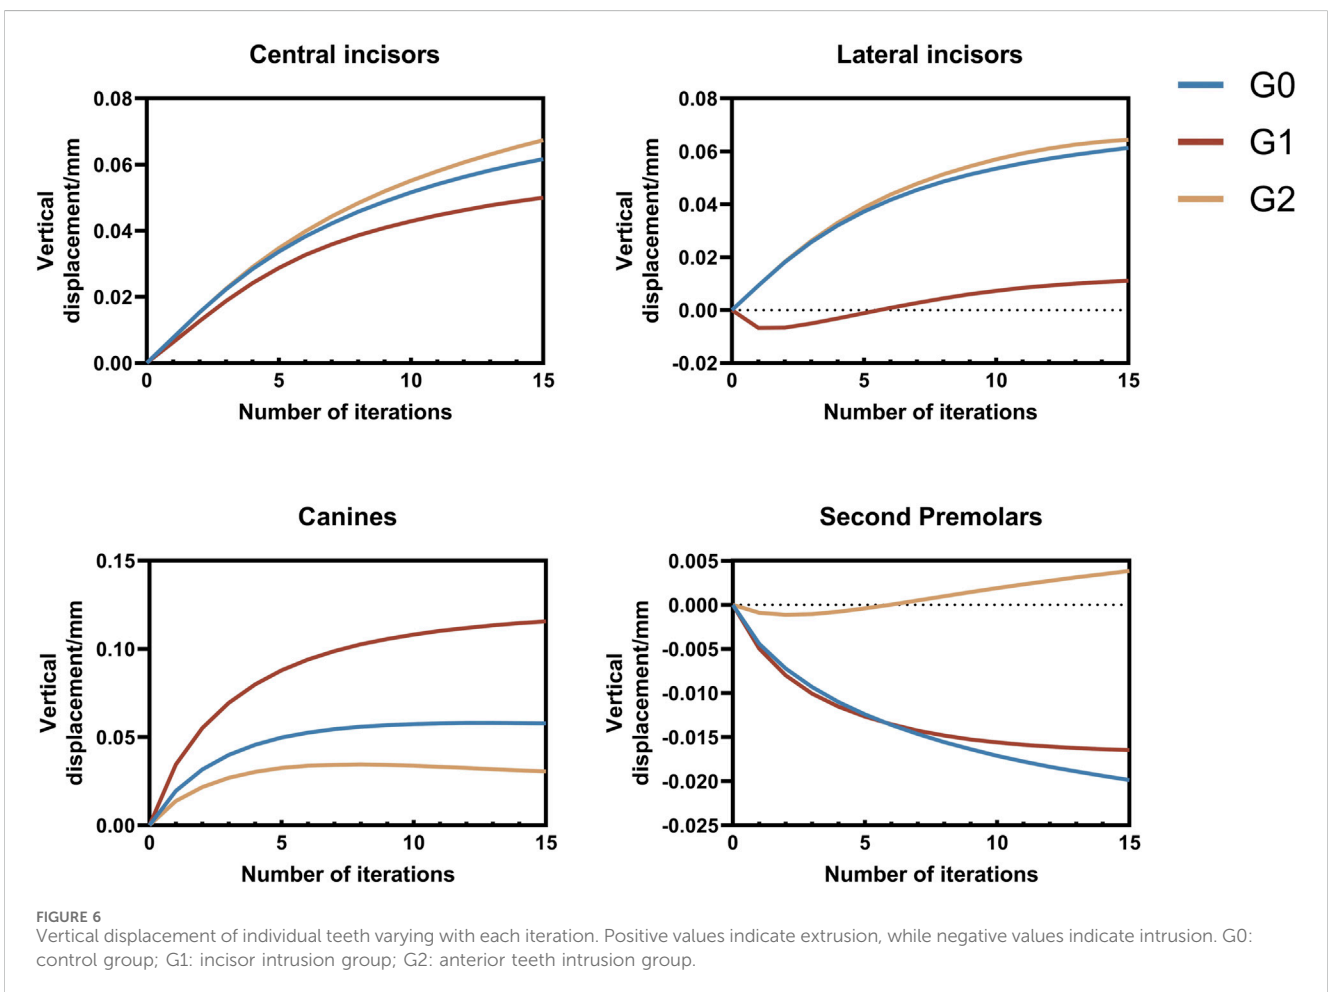 Central incisors
0.08
0.06
0.04
0.02
0.00
0 5 10 15
Vertical
displacement/mm
Number of iterations
Lateral incisors
0.08
0.06
0.04
0.02
0.00
-0.02
0 5 10 15
Vertical
displacement/mm
Number of iterations
G0
G1
G2
Canines
0.15
0.10
0.05
0.00
0 5 10 15
Vertical
displacement/mm
Number of iterations
Second Premolars
0.005
0.000
-0.005
-0.010
-0.015
-0.020
-0.025
0 5 10 15
Vertical
displacement/mm
Number of iterations
FIGURE 6
Vertical displacement of individual teeth varying with each iteration. Positive values indicate extrusion, while negative values indicate intrusion. G0:
control group; G1: incisor intrusion group; G2: anterior teeth intrusion group.